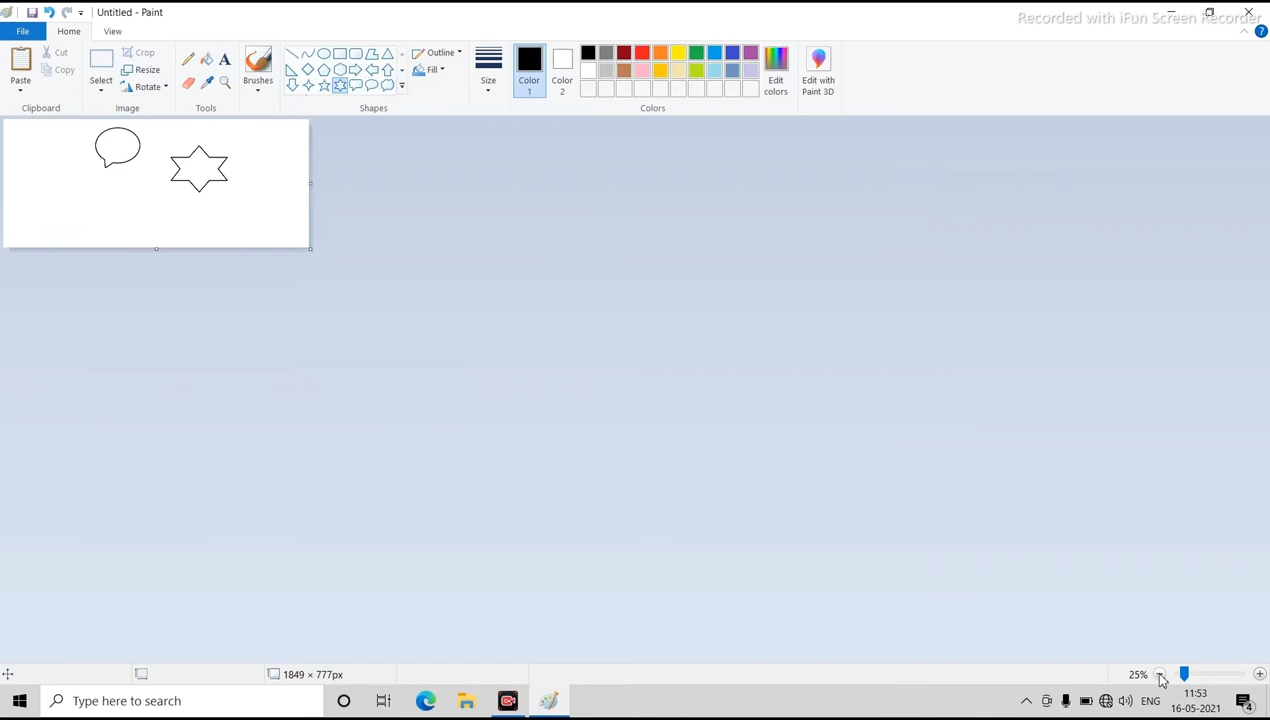 Untitled - Paint
Recorded with iFun Screen Recorder
File Home View
Paste
Cut
Copy
Clipboard
Select
Crop
Resize
Rotate
Image
A
Tools
Brushes
Outline
Fill
Shapes
Size
Color
1
Color
2
Edit
colors
Colors
Edit with
Paint 3D
?
1849 × 777px
25%
Type here to search
ENG
11:53
16-05-2021
4